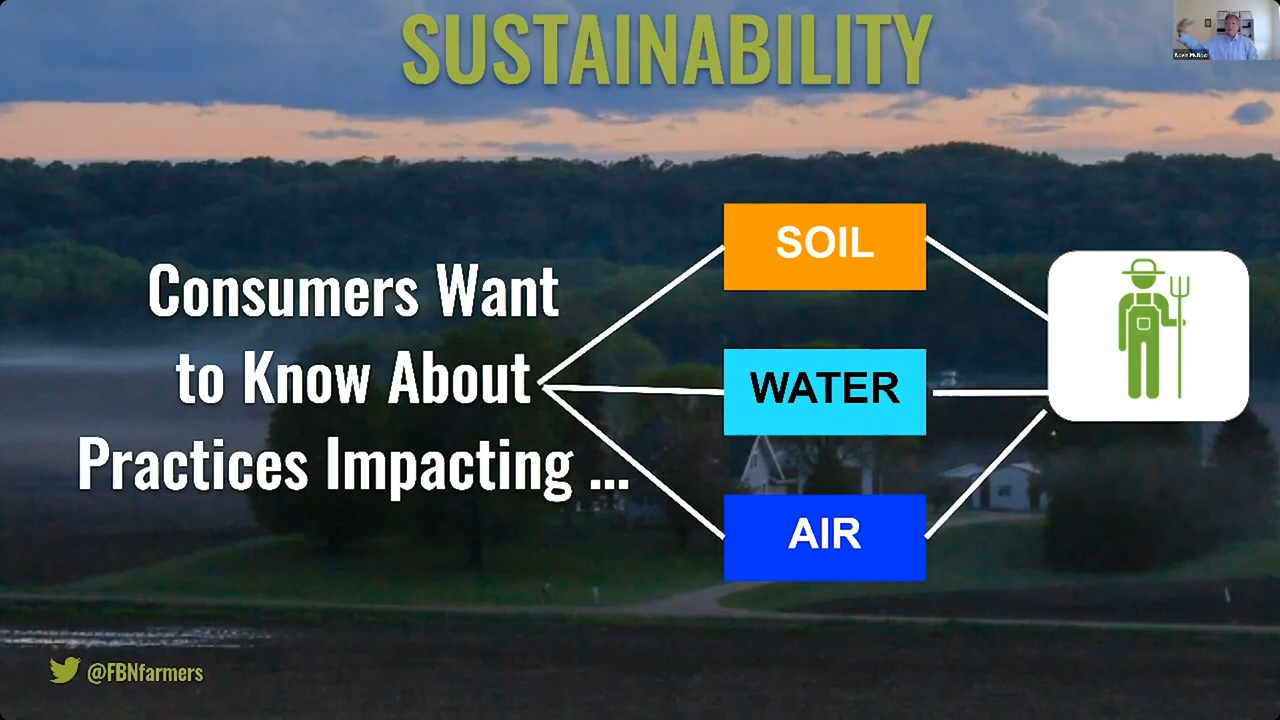 SUSTAINABILITY
Consumers Want
to Know About
Practices Impacting ...
SOIL
WATER
AIR
@FBNfarmers